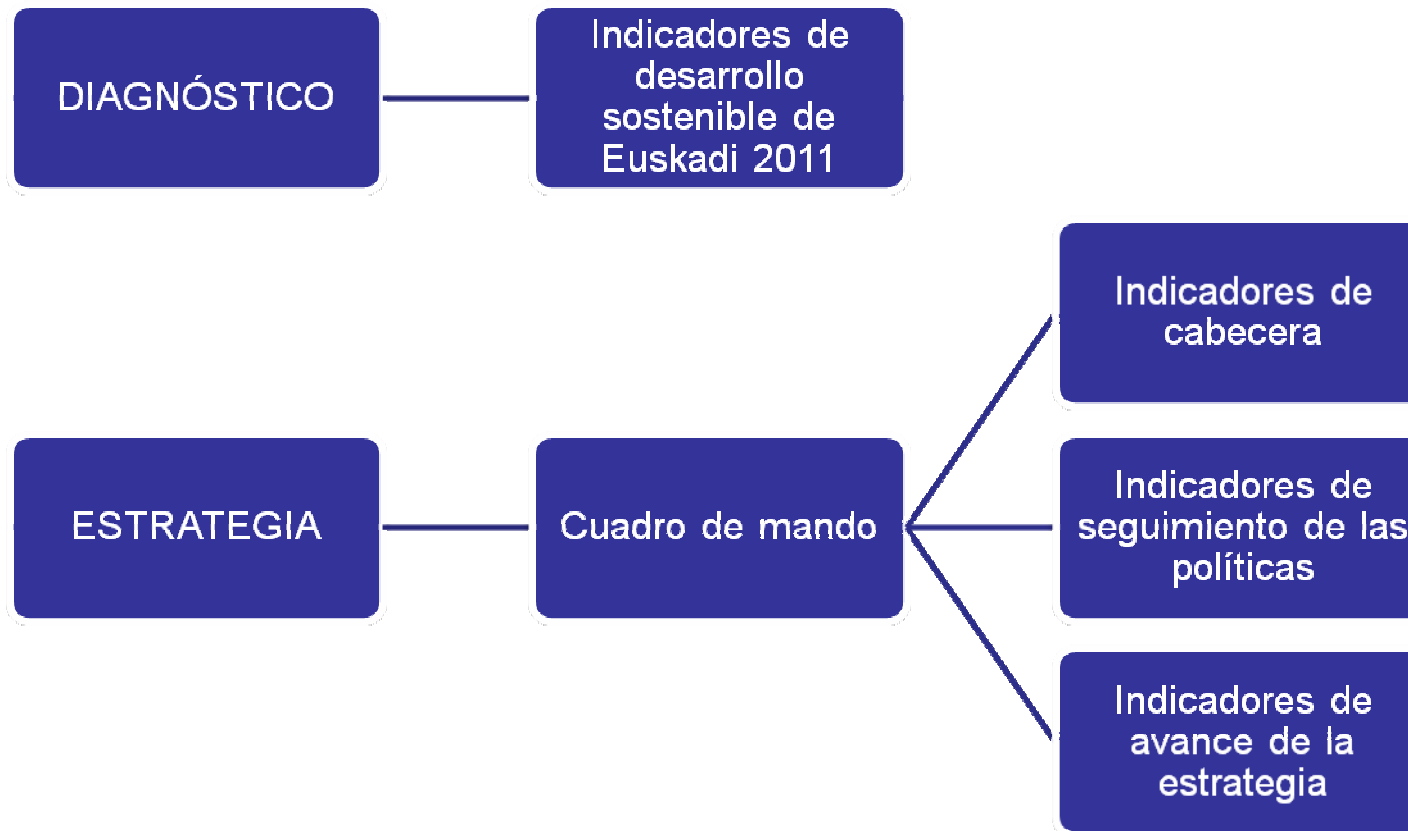 DIAGNÓSTICO
Indicadores de
desarrollo
sostenible de
Euskadi 2011
ESTRATEGIA
Cuadro de mando
Indicadores de
cabecera
Indicadores de
seguimiento de las
políticas
Indicadores de
avance de la
estrategia